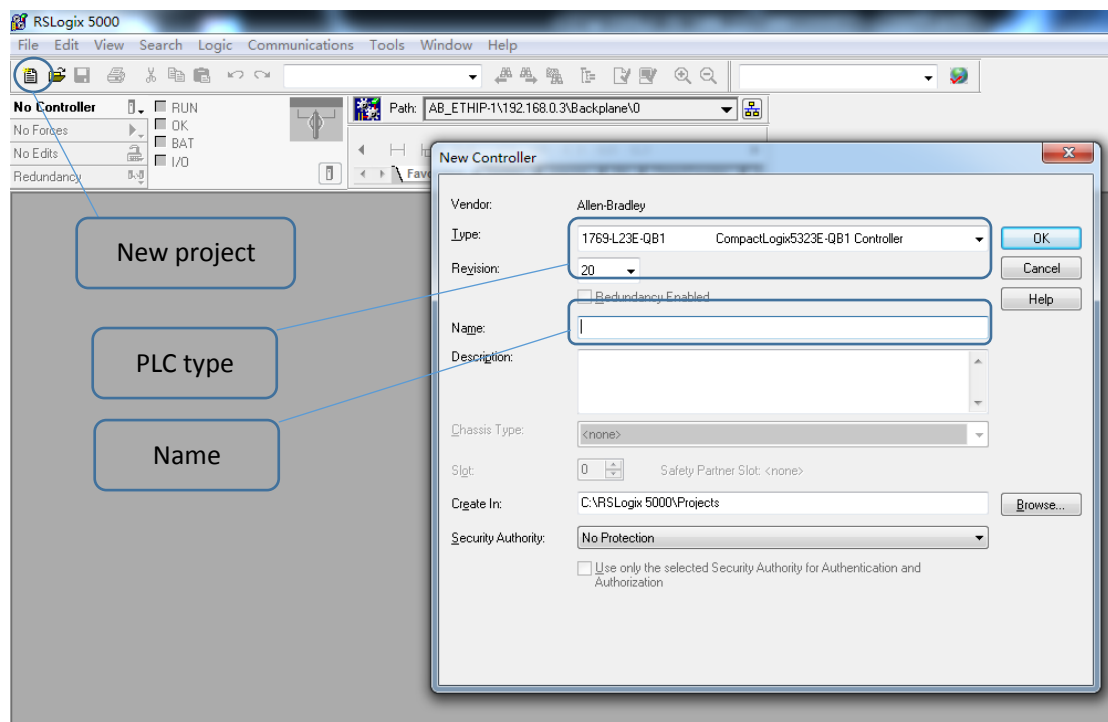 RSLogix 5000
File Edit View Search Logic Communications Tools Window Help
No Controller
RUN
No Forces
OK
No Edits
BAT
I/O
Redundancy
Path: AB_ETHIP-1\192.168.0.3\Backplane\0
New Controller
Vendor: Allen-Bradley
Type: 1769-L23E-QB1 CompactLogix5323E-QB1 Controller OK
Revision: 20 Cancel
Redundancy Enabled Help
Name:
Description:
Chassis Type: <none>
Slot: 0 Safety Partner Slot: <none>
Create In: C:\RSLogix 5000\Projects Browse...
Security Authority: No Protection
Use only the selected Security Authority for Authentication and
Authorization
New project
PLC type
Name